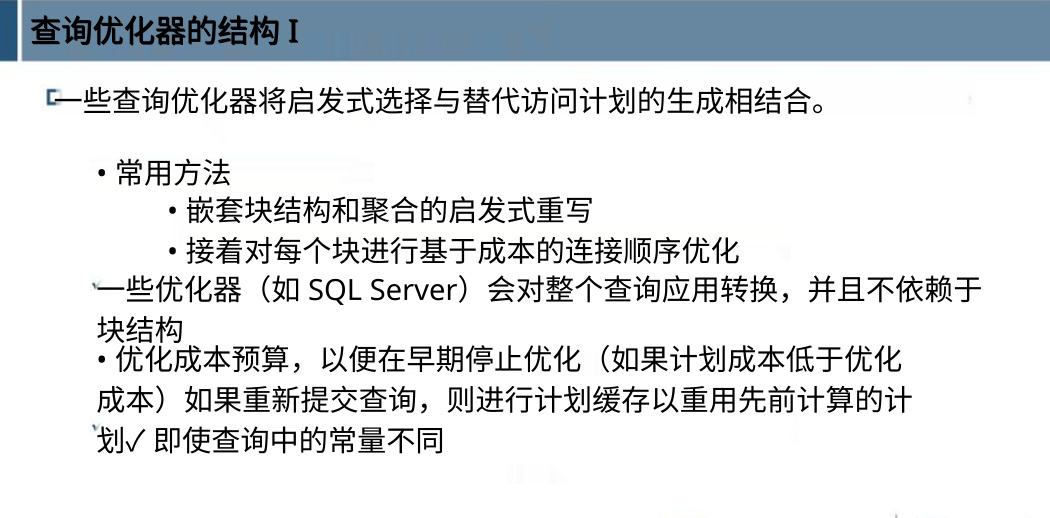 查询优化器的结构 I
一些查询优化器将启发式选择与替代访问计划的生成相结合。
• 常用方法
• 嵌套块结构和聚合的启发式重写
• 接着对每个块进行基于成本的连接顺序优化
一些优化器（如 SQL Server）会对整个查询应用转换，并且不依赖于
块结构
• 优化成本预算，以便在早期停止优化（如果计划成本低于优化
成本）如果重新提交查询，则进行计划缓存以重用先前计算的计
划✓ 即使查询中的常量不同